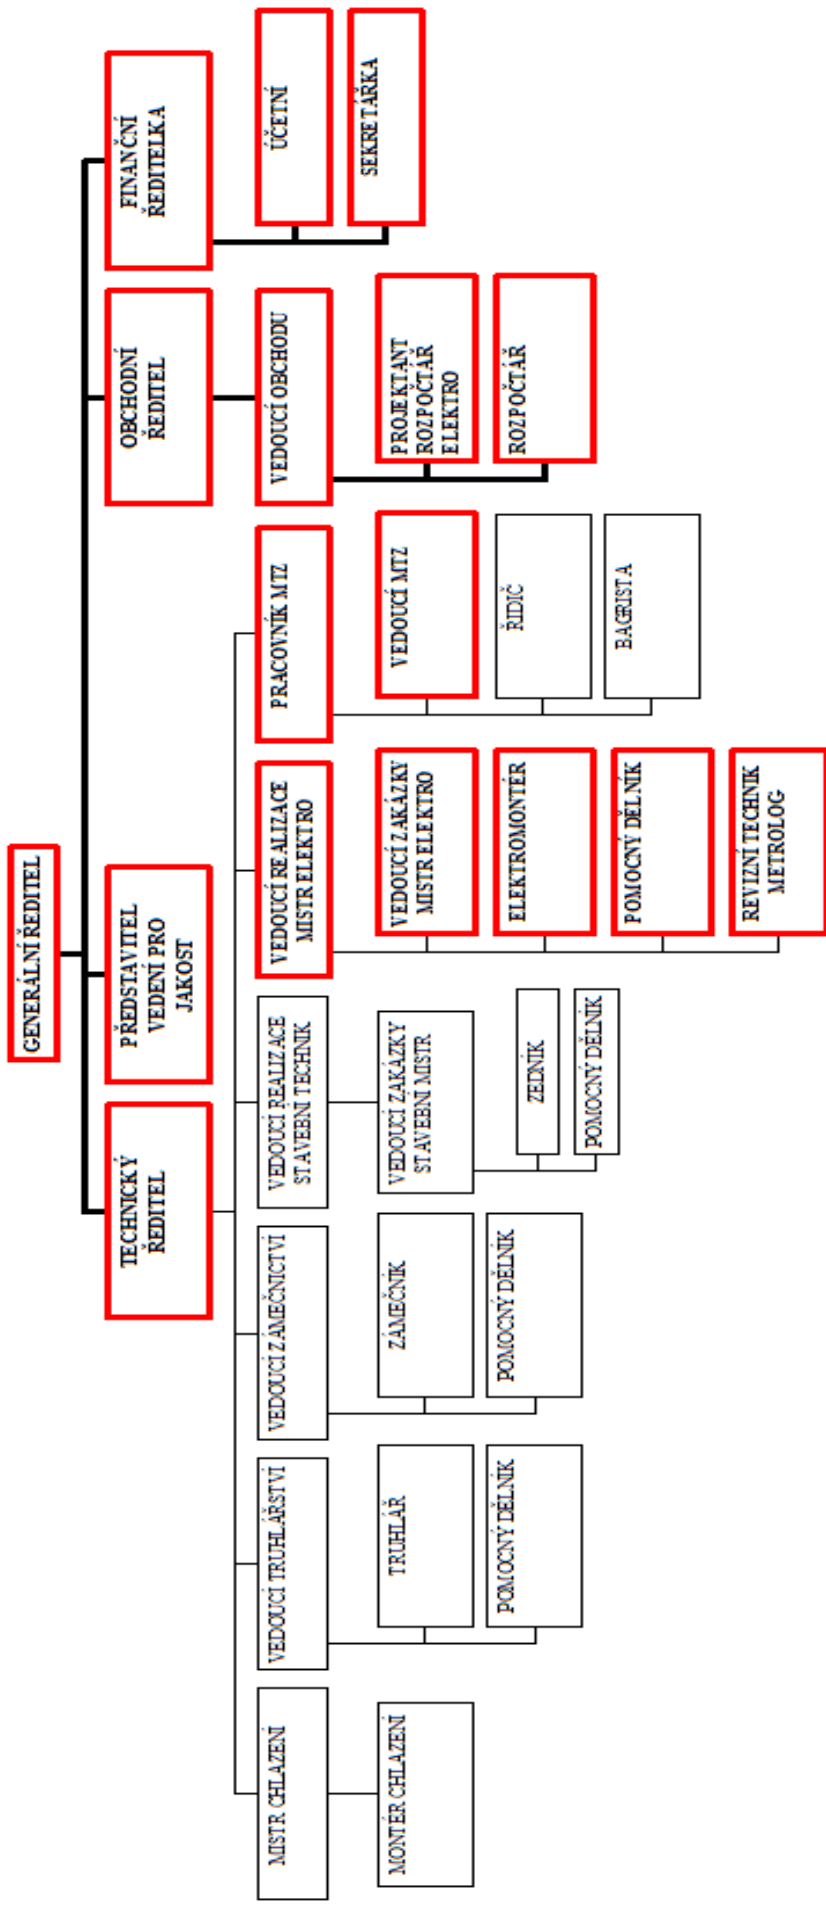 GENERÁLNÍ ŘEDITEL
TECHNICKÝ
ŘEDITEL
PŘEDSTAVITEL
VEDENÍ PRO
JAKOST
OBCHODNÍ
ŘEDITEL
FINANČNÍ
ŘEDITELKA
MISTR CHLAZENÍ
VEDOUCÍ TRUHLÁŘSTVÍ
VEDOUCÍ ZÁMEČNICTVÍ
VEDOUCÍ REALIZACE
STAVEBNÍ TECHNIK
VEDOUCÍ REALIZACE
MISTR ELEKTRO
PRACOVNÍK MTZ
VEDOUCÍ OBCHODU
ÚČETNÍ
SEKRETÁŘKA
MONTÉR CHLAZENÍ
TRUHLÁŘ
POMOCNÝ DĚLNÍK
ZÁMEČNÍK
POMOCNÝ DĚLNÍK
VEDOUCÍ ZAKÁZKY
STAVEBNÍ MISTR
ZEDNÍK
POMOCNÝ DĚLNÍK
VEDOUCÍ ZAKÁZKY
MISTR ELEKTRO
ELEKTROMONTÉR
POMOCNÝ DĚLNÍK
REVIZNÍ TECHNIK
METROLOG
VEDOUCÍ MTZ
ŘIDIČ
BAGRISTA
PROJEKTANT
ROZPOČTÁŘ
ELEKTRO
ROZPOČTÁŘ